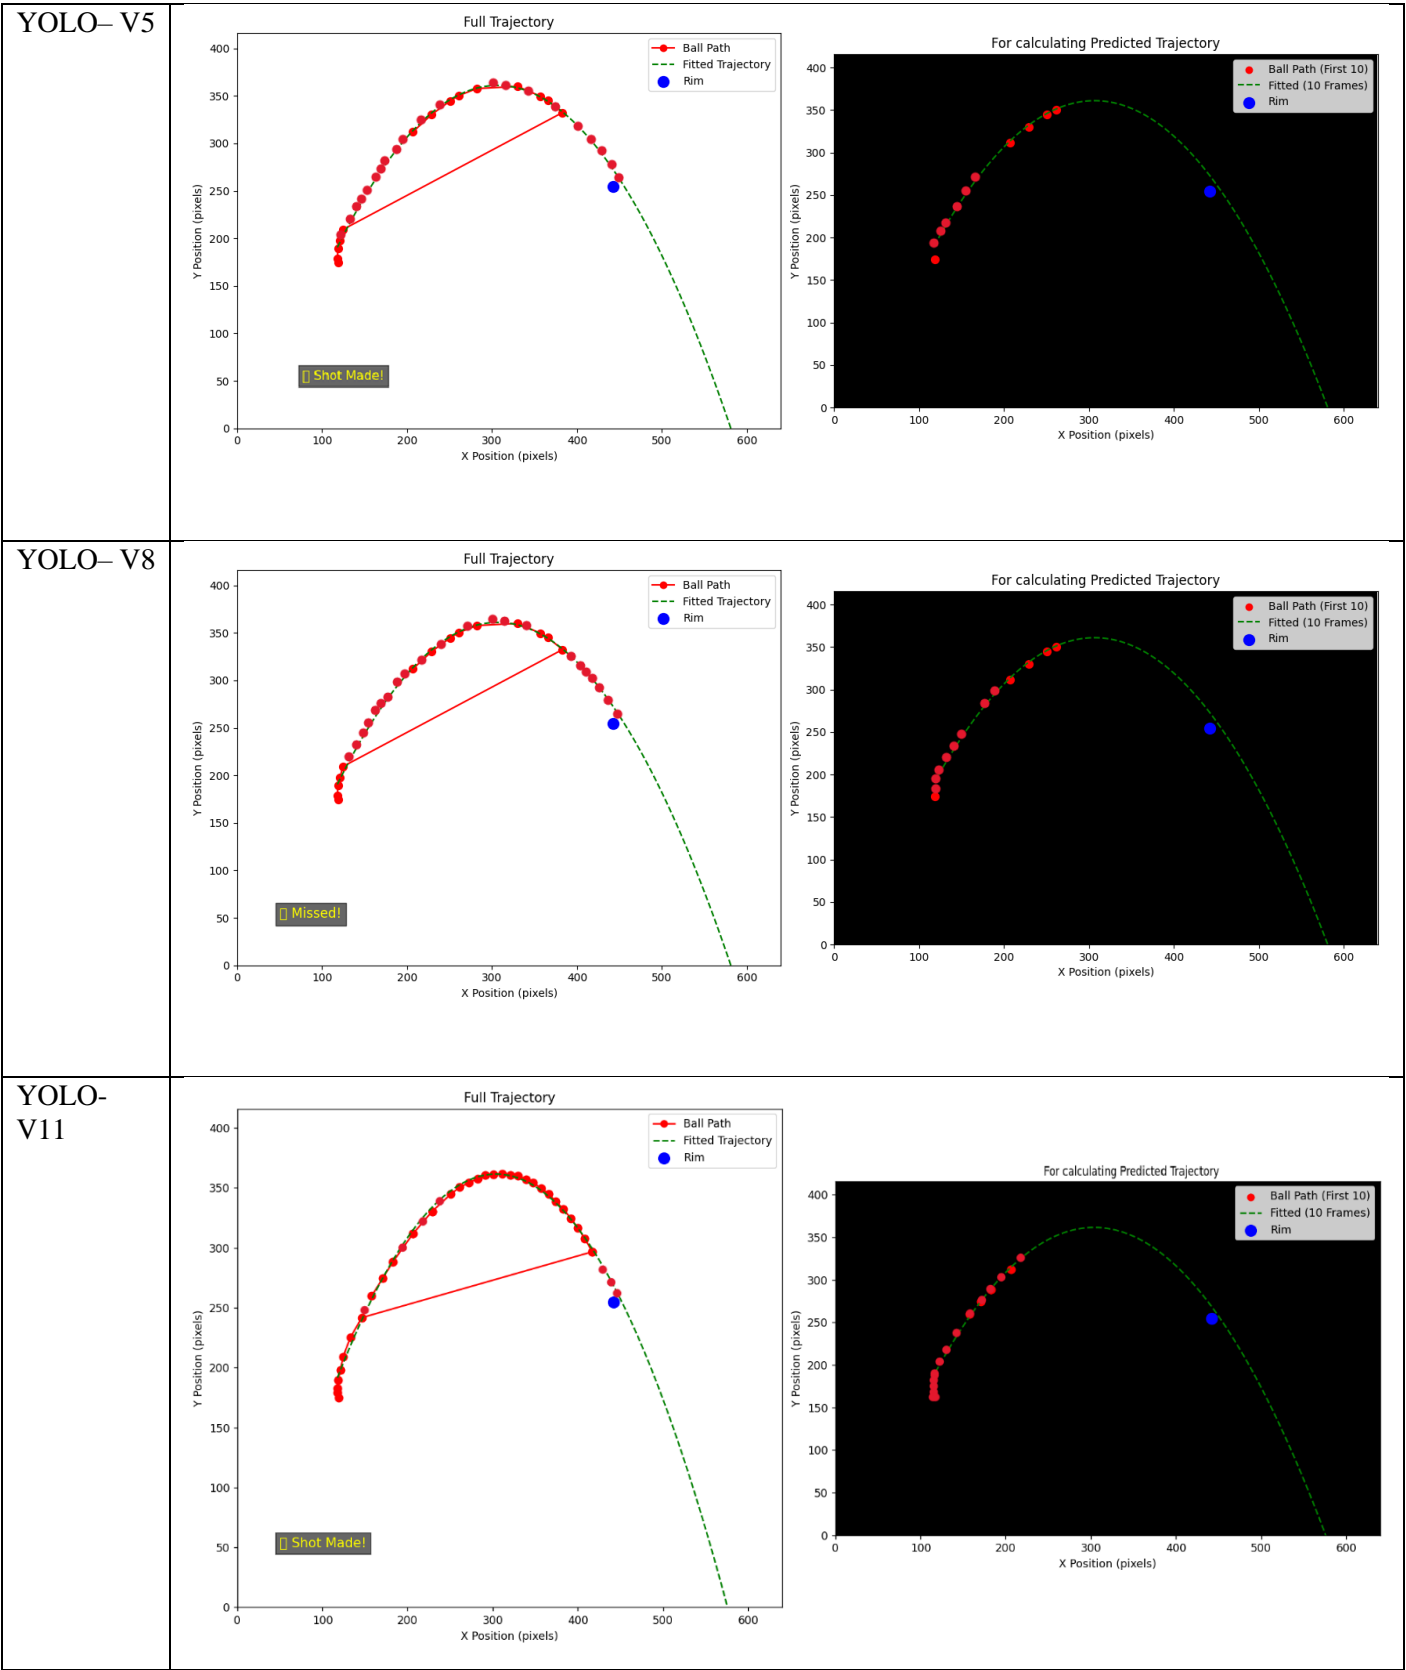 YOLO– V5
Full Trajectory
Ball Path
Fitted Trajectory
Rim
Y Position (pixels)
400
350
300
250
200
150
100
50
0
Shot Made!
0 100 200 300 400 500 600
X Position (pixels)
For calculating Predicted Trajectory
Ball Path (First 10)
Fitted (10 Frames)
Rim
Y Position (pixels)
400
350
300
250
200
150
100
50
0
0 100 200 300 400 500 600
X Position (pixels)
YOLO– V8
Full Trajectory
Ball Path
Fitted Trajectory
Rim
Y Position (pixels)
400
350
300
250
200
150
100
50
0
Missed!
0 100 200 300 400 500 600
X Position (pixels)
For calculating Predicted Trajectory
Ball Path (First 10)
Fitted (10 Frames)
Rim
Y Position (pixels)
400
350
300
250
200
150
100
50
0
0 100 200 300 400 500 600
X Position (pixels)
YOLO-
V11
Full Trajectory
Ball Path
Fitted Trajectory
Rim
Y Position (pixels)
400
350
300
250
200
150
100
50
0
Shot Made!
0 100 200 300 400 500 600
X Position (pixels)
For calculating Predicted Trajectory
Ball Path (First 10)
Fitted (10 Frames)
Rim
Y Position (pixels)
400
350
300
250
200
150
100
50
0
0 100 200 300 400 500 600
X Position (pixels)